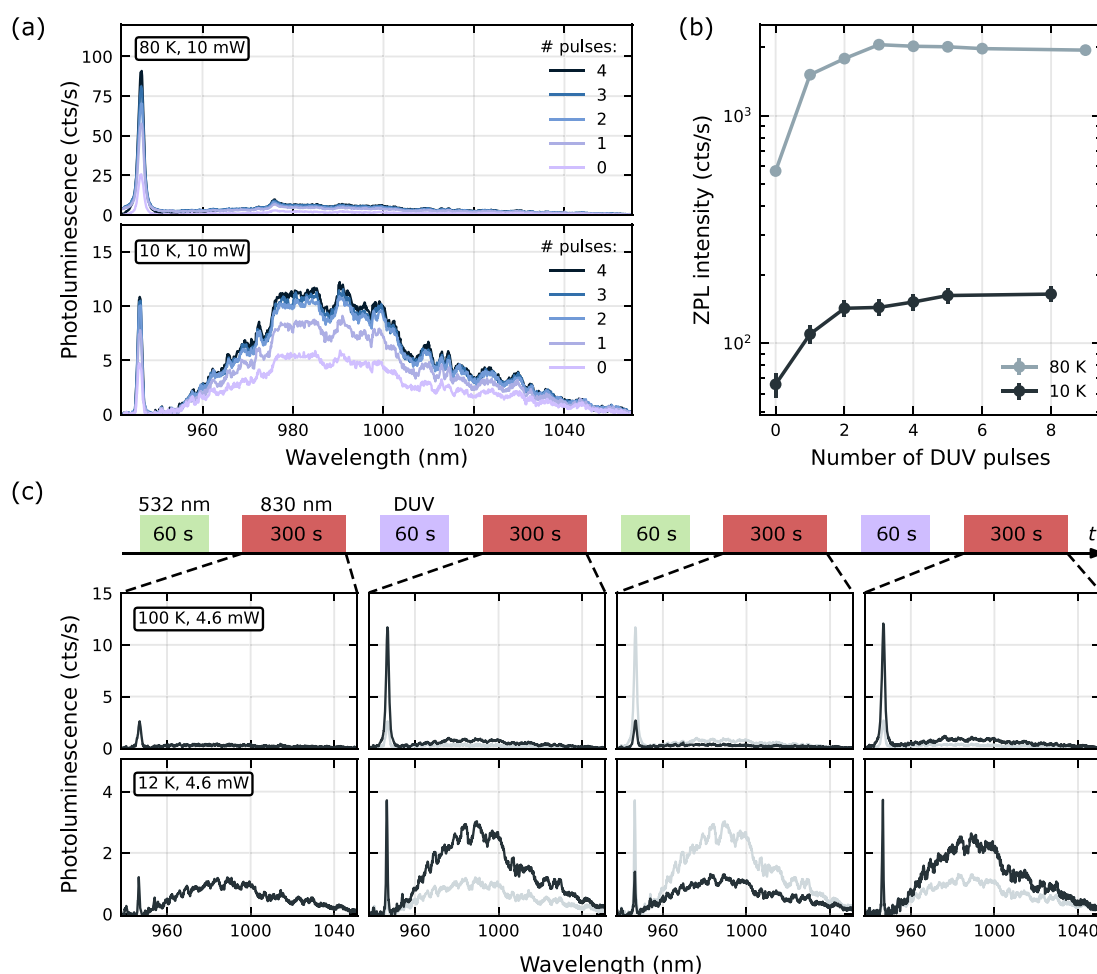 (a)
80 K, 10 mW
# pulses:
4
3
2
1
0
100
75
50
25
0
10 K, 10 mW
# pulses:
4
3
2
1
0
15
10
5
0
960 980 1000 1020 1040
Photoluminescence (cts/s)
Wavelength (nm)
(b)
10³
10²
ZPL intensity (cts/s)
80 K
10 K
0 2 4 6 8
Number of DUV pulses
(c)
532 nm 830 nm DUV
60 s 300 s 60 s 300 s 60 s 300 s 60 s 300 s t
15
10
5
0
100 K, 4.6 mW
4
2
0
12 K, 4.6 mW
Photoluminescence (cts/s)
960 1000 1040 960 1000 1040 960 1000 1040 960 1000 1040
Wavelength (nm)